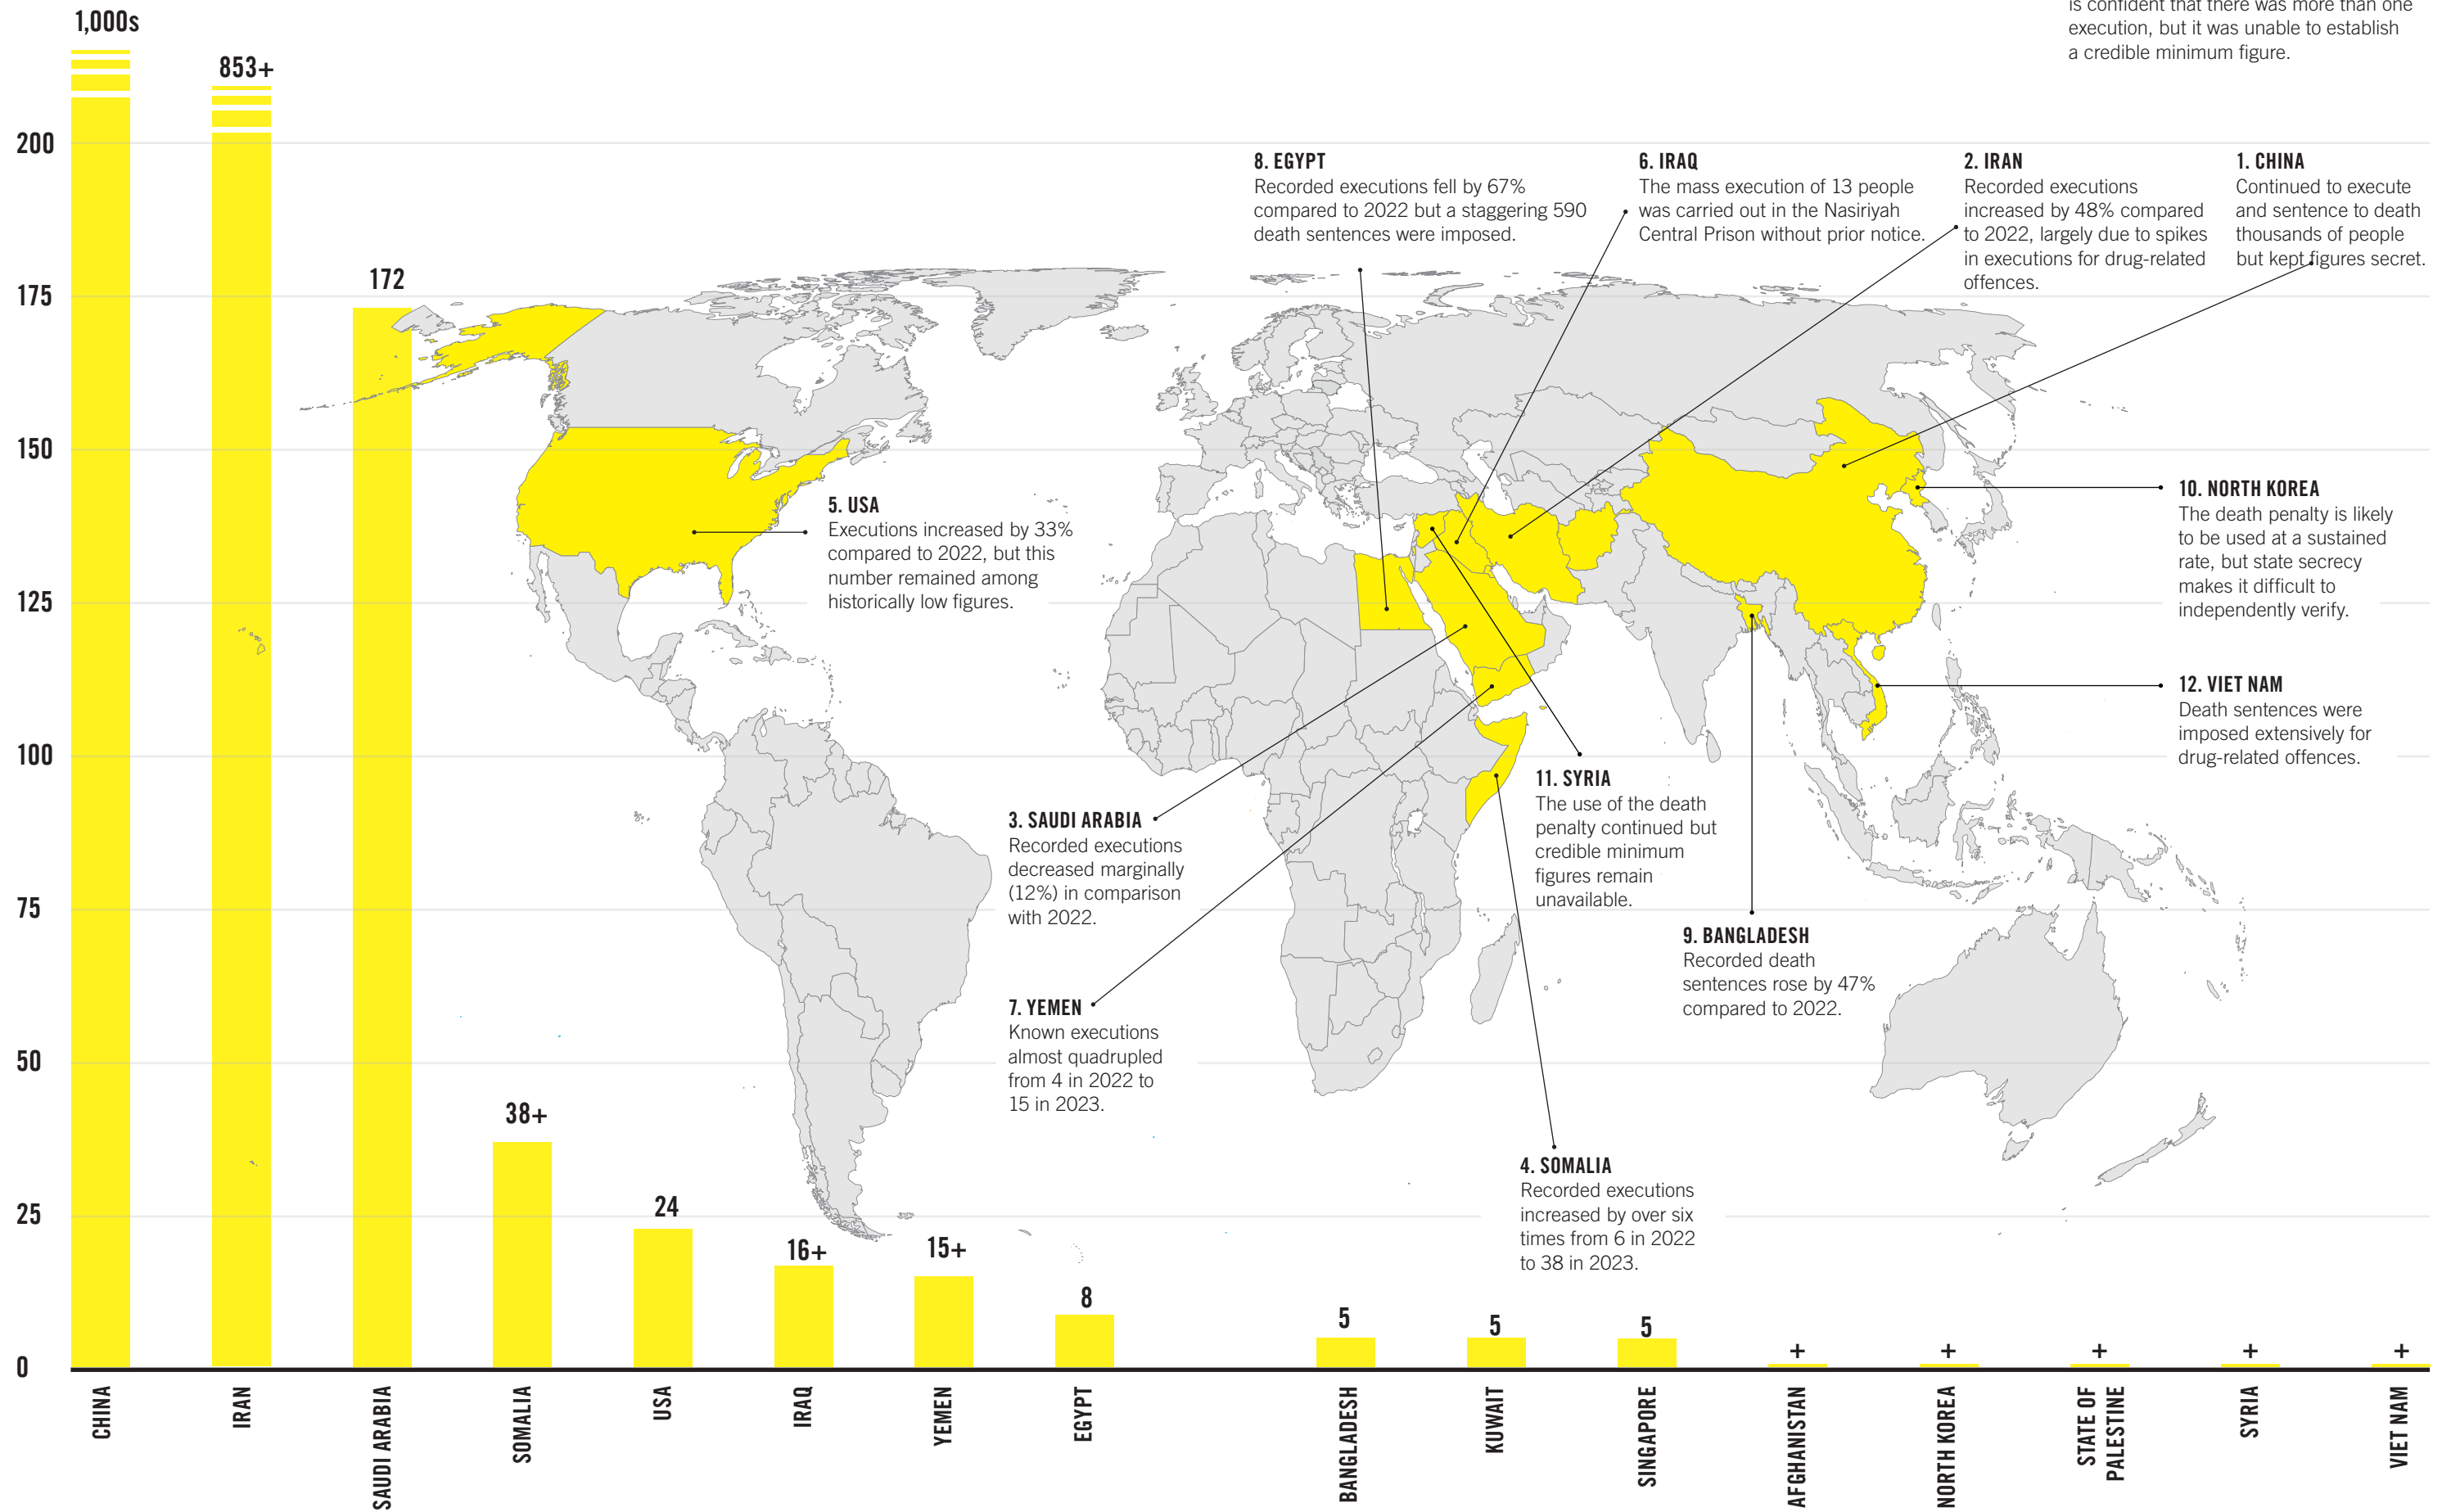 is confident that there was more than one
execution, but it was unable to establish
a credible minimum figure.
1,000s
853+
200
172
175
150
125
100
75
50
25
0
38+
24
16+
15+
8
5
5
5
+
+
+
+
+
8. EGYPT
Recorded executions fell by 67%
compared to 2022 but a staggering 590
death sentences were imposed.
6. IRAQ
The mass execution of 13 people
was carried out in the Nasiriyah
Central Prison without prior notice.
2. IRAN
Recorded executions
increased by 48% compared
to 2022, largely due to spikes
in executions for drug-related
offences.
1. CHINA
Continued to execute
and sentence to death
thousands of people
but kept figures secret.
5. USA
Executions increased by 33%
compared to 2022, but this
number remained among
historically low figures.
10. NORTH KOREA
The death penalty is likely
to be used at a sustained
rate, but state secrecy
makes it difficult to
independently verify.
12. VIET NAM
Death sentences were
imposed extensively for
drug-related offences.
11. SYRIA
The use of the death
penalty continued but
credible minimum
figures remain
unavailable.
3. SAUDI ARABIA
Recorded executions
decreased marginally
(12%) in comparison
with 2022.
9. BANGLADESH
Recorded death
sentences rose by 47%
compared to 2022.
7. YEMEN
Known executions
almost quadrupled
from 4 in 2022 to
15 in 2023.
4. SOMALIA
Recorded executions
increased by over six
times from 6 in 2022
to 38 in 2023.
CHINA
IRAN
SAUDI ARABIA
SOMALIA
USA
IRAQ
YEMEN
EGYPT
BANGLADESH
KUWAIT
SINGAPORE
AFGHANISTAN
NORTH KOREA
STATE OF
PALESTINE
SYRIA
VIET NAM